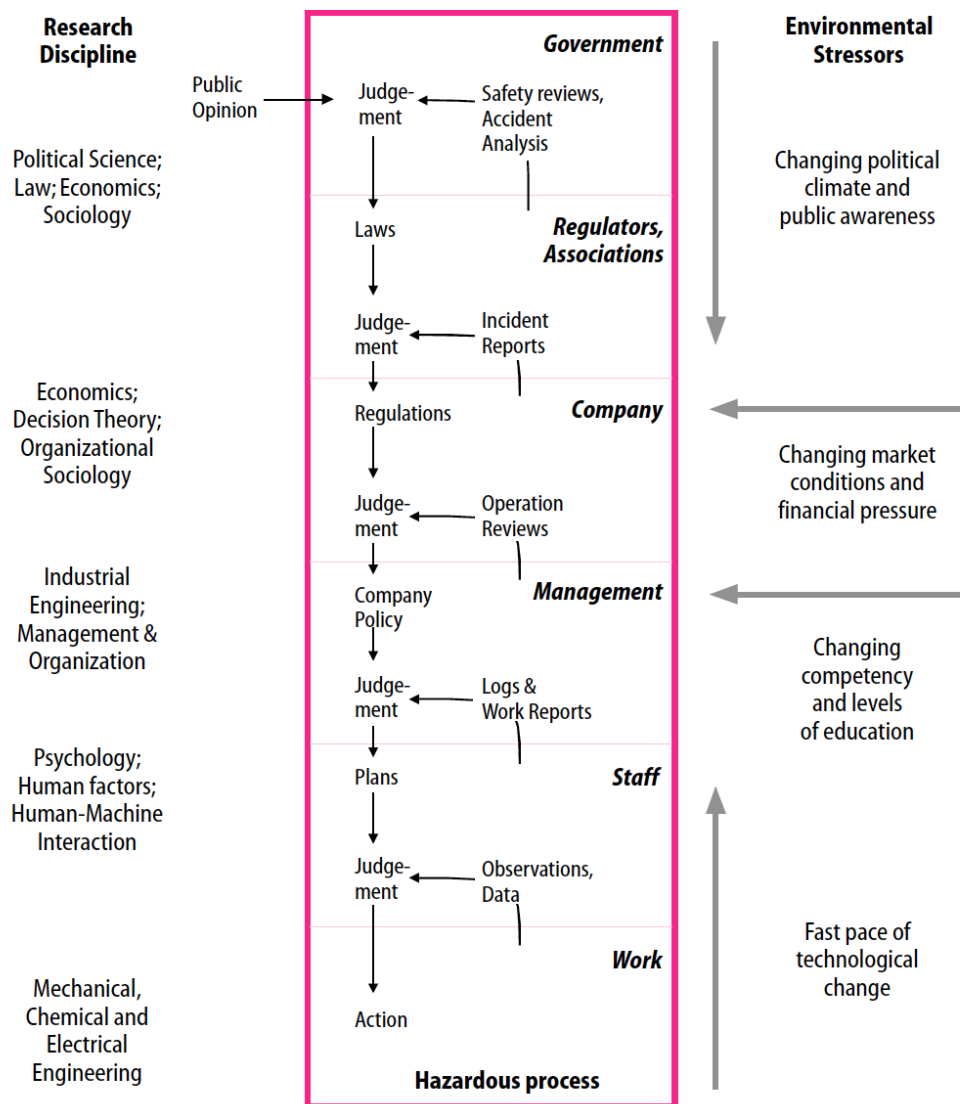 Research
Discipline
Government
Environmental
Stressors
Public
Opinion
Judge-
ment
Safety reviews,
Accident
Analysis
Political Science;
Law; Economics;
Sociology
Changing political
climate and
public awareness
Laws
Regulators,
Associations
Judge-
ment
Incident
Reports
Economics;
Decision Theory;
Organizational
Sociology
Regulations
Company
Changing market
conditions and
financial pressure
Judge-
ment
Operation
Reviews
Industrial
Engineering;
Management &
Organization
Company
Policy
Management
Changing
competency
and levels
of education
Judge-
ment
Logs &
Work Reports
Psychology;
Human factors;
Human-Machine
Interaction
Plans
Staff
Judge-
ment
Observations,
Data
Fast pace of
technological
change
Work
Mechanical,
Chemical and
Electrical
Engineering
Action
Hazardous process